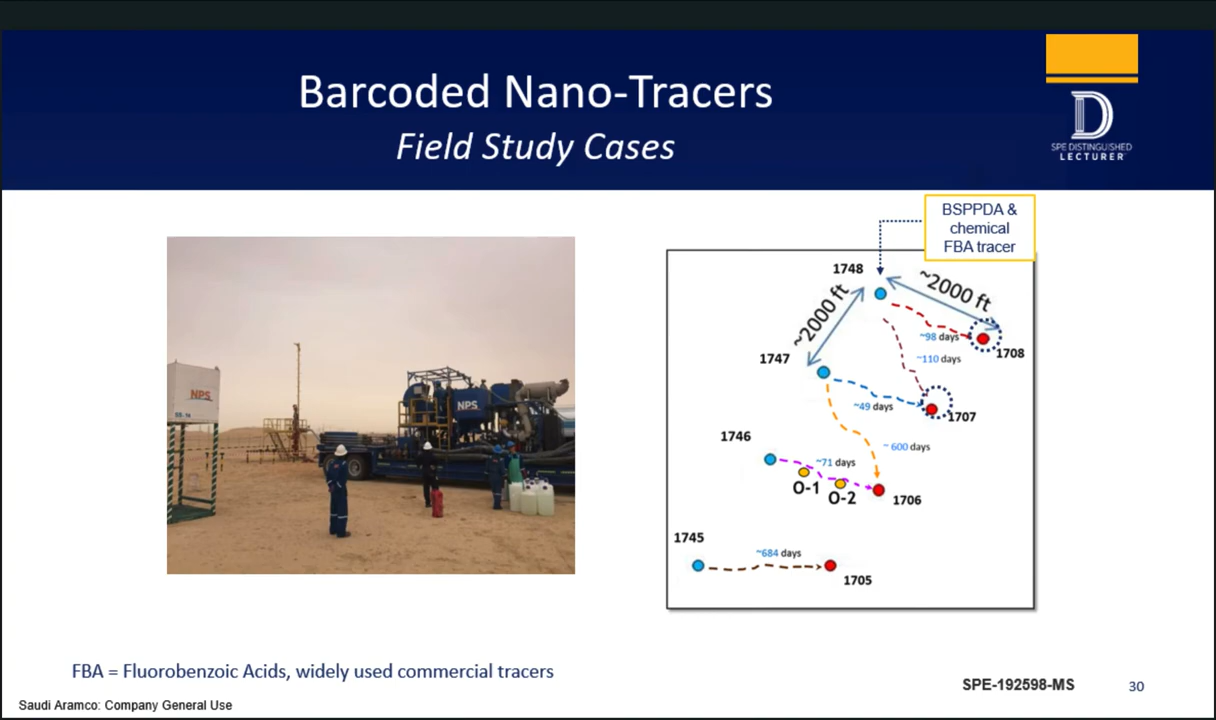 Barcoded Nano-Tracers
Field Study Cases
SPE DISTINGUISHED
LECTURER
BSPPDA &
chemical
FBA tracer
NPS
SS-14
NPS
1748
~2000 ft
~2000 ft
~98 days
1708
~110 days
1747
~49 days
1707
~ 600 days
1746
~71 days
O-1
O-2
1706
1745
~684 days
1705
FBA = Fluorobenzoic Acids, widely used commercial tracers
SPE-192598-MS
30
Saudi Aramco: Company General Use